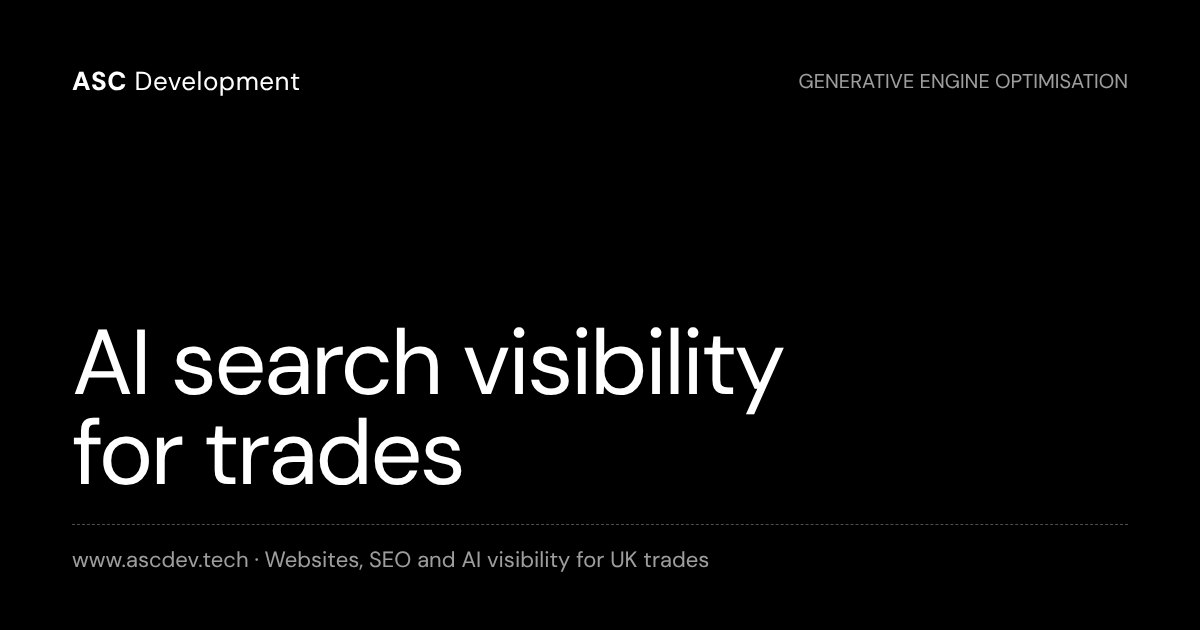 ASC Development
GENERATIVE ENGINE OPTIMISATION
AI search visibility
for trades
www.ascdev.tech · Websites, SEO and AI visibility for UK trades